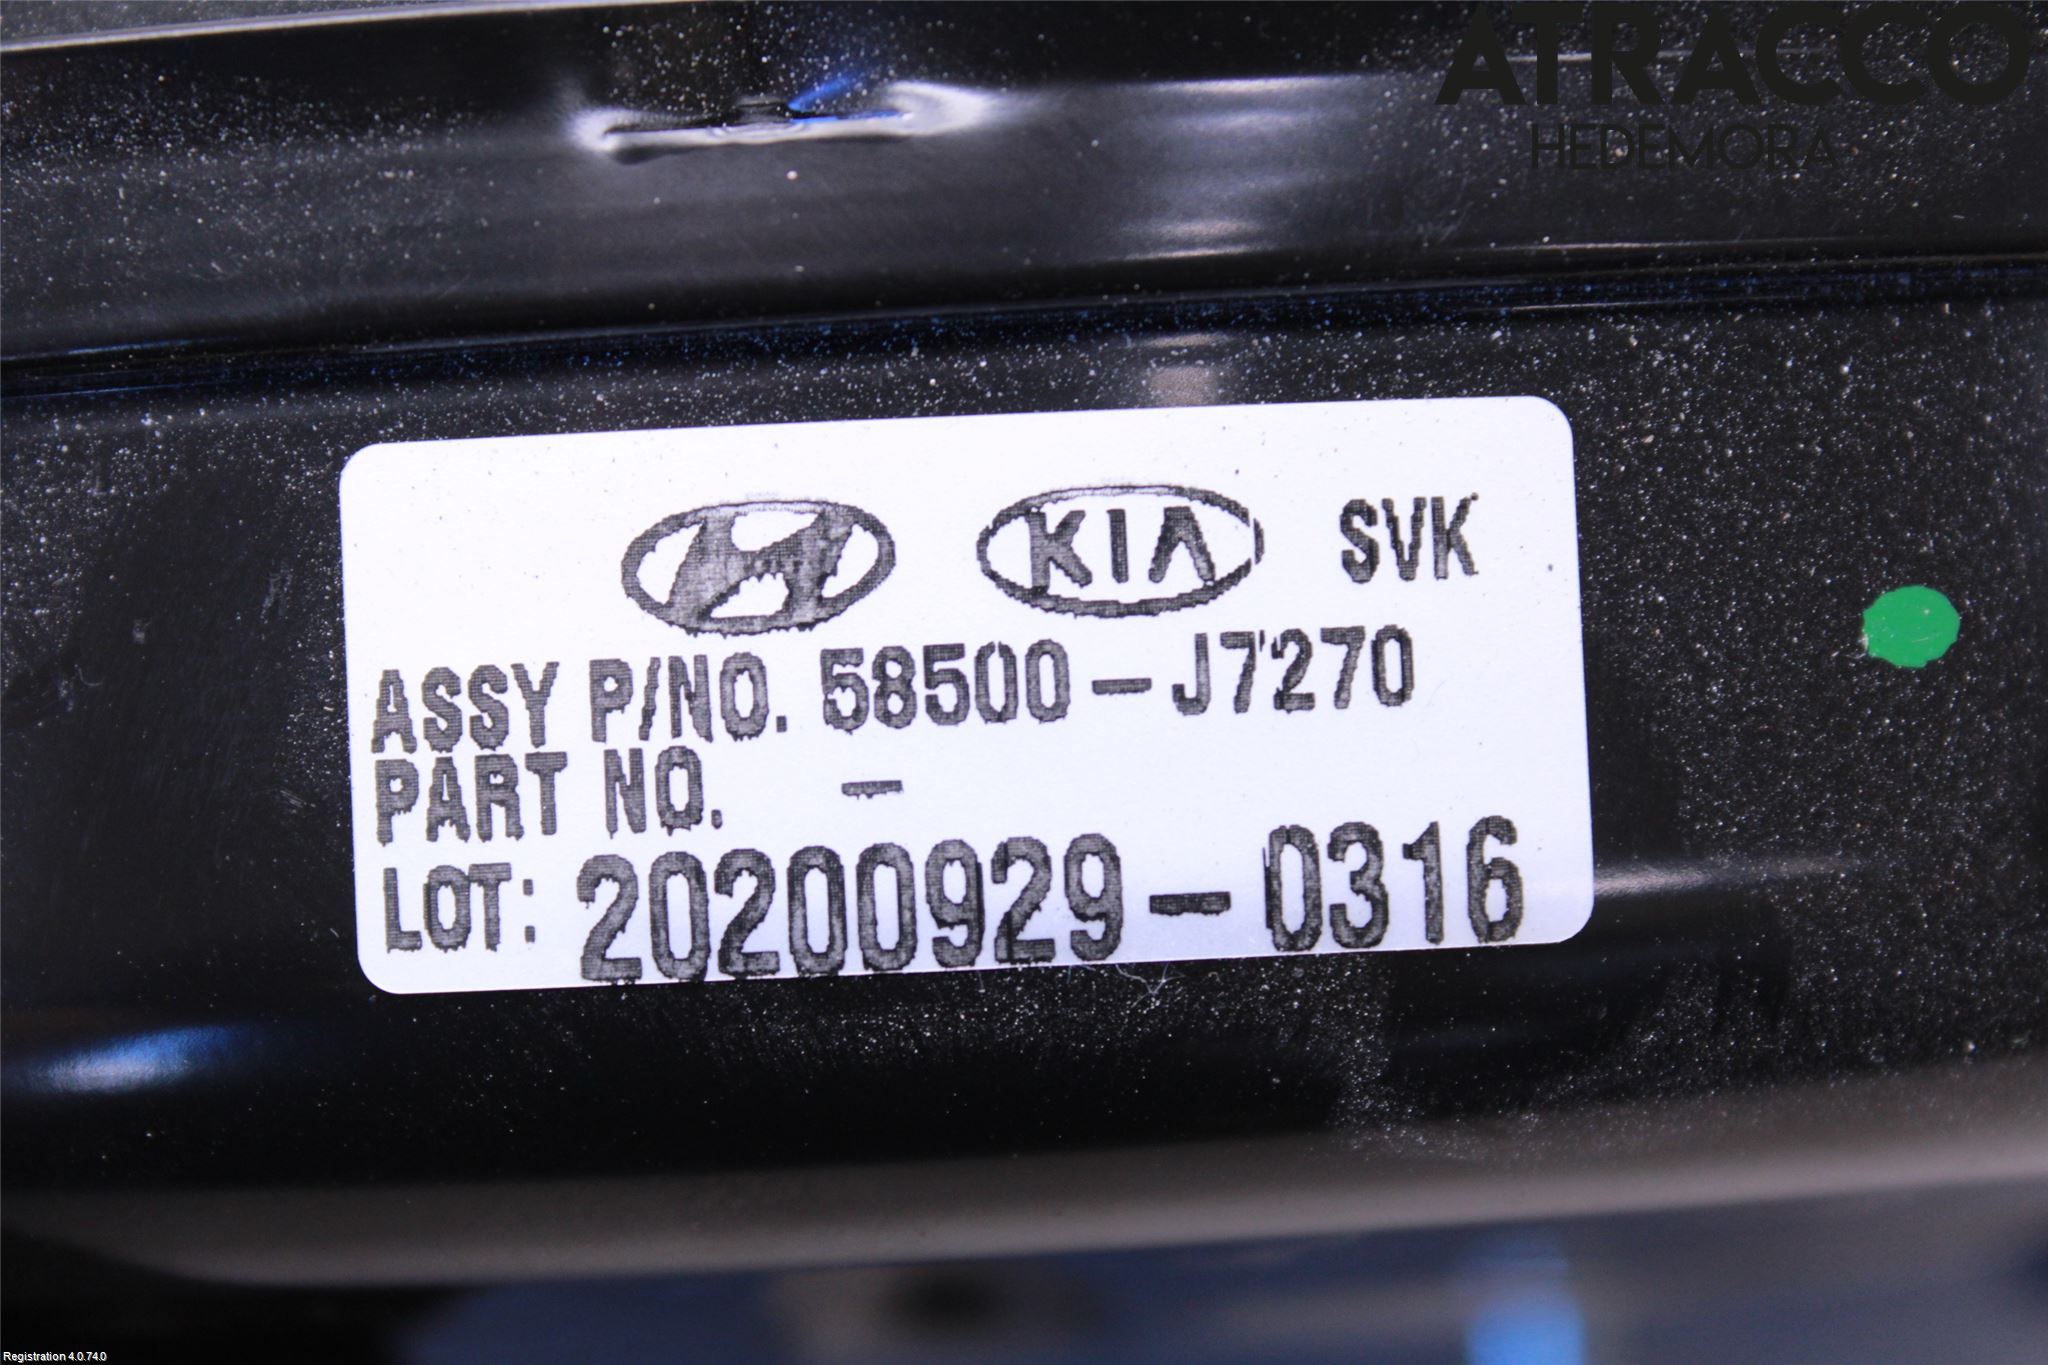 ATRACCO
HEDEMORA
KIA SVK
ASSY P/NO. 58500-J7270
PART NO. -
LOT: 20200929-0316
Registration 4.0.74.0